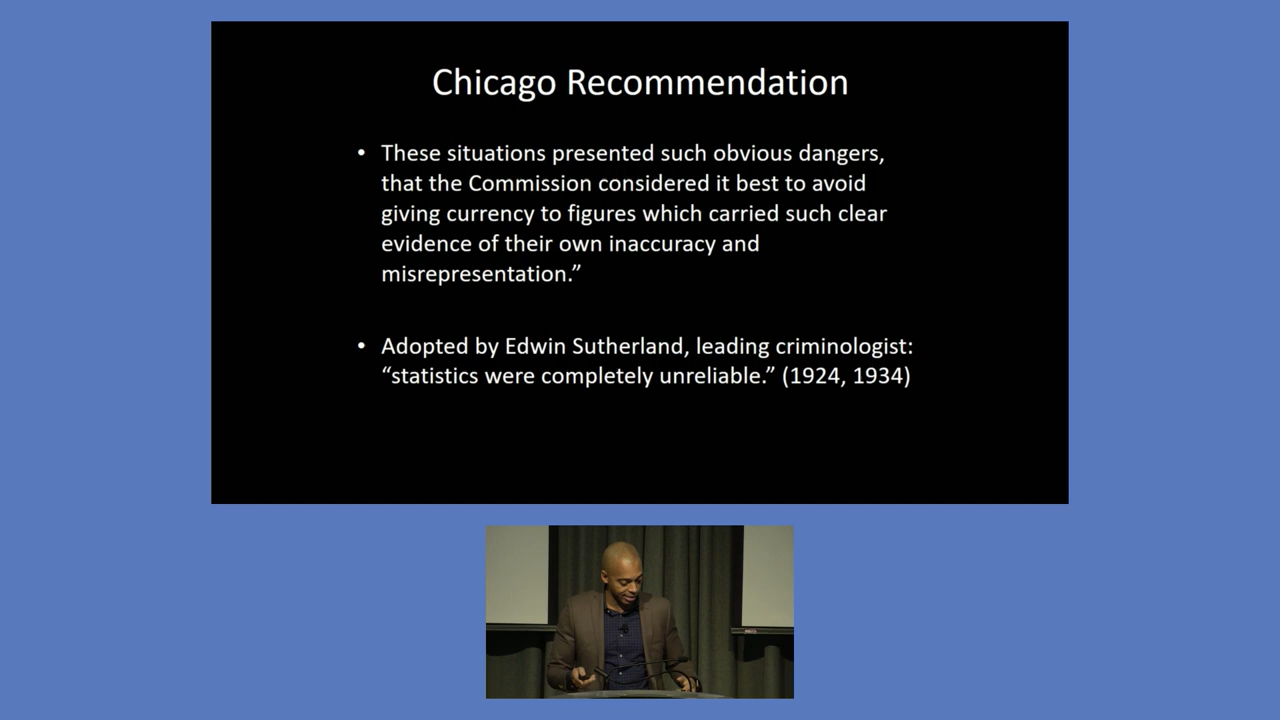 Chicago Recommendation
• These situations presented such obvious dangers,
that the Commission considered it best to avoid
giving currency to figures which carried such clear
evidence of their own inaccuracy and
misrepresentation.”
• Adopted by Edwin Sutherland, leading criminologist:
“statistics were completely unreliable.” (1924, 1934)